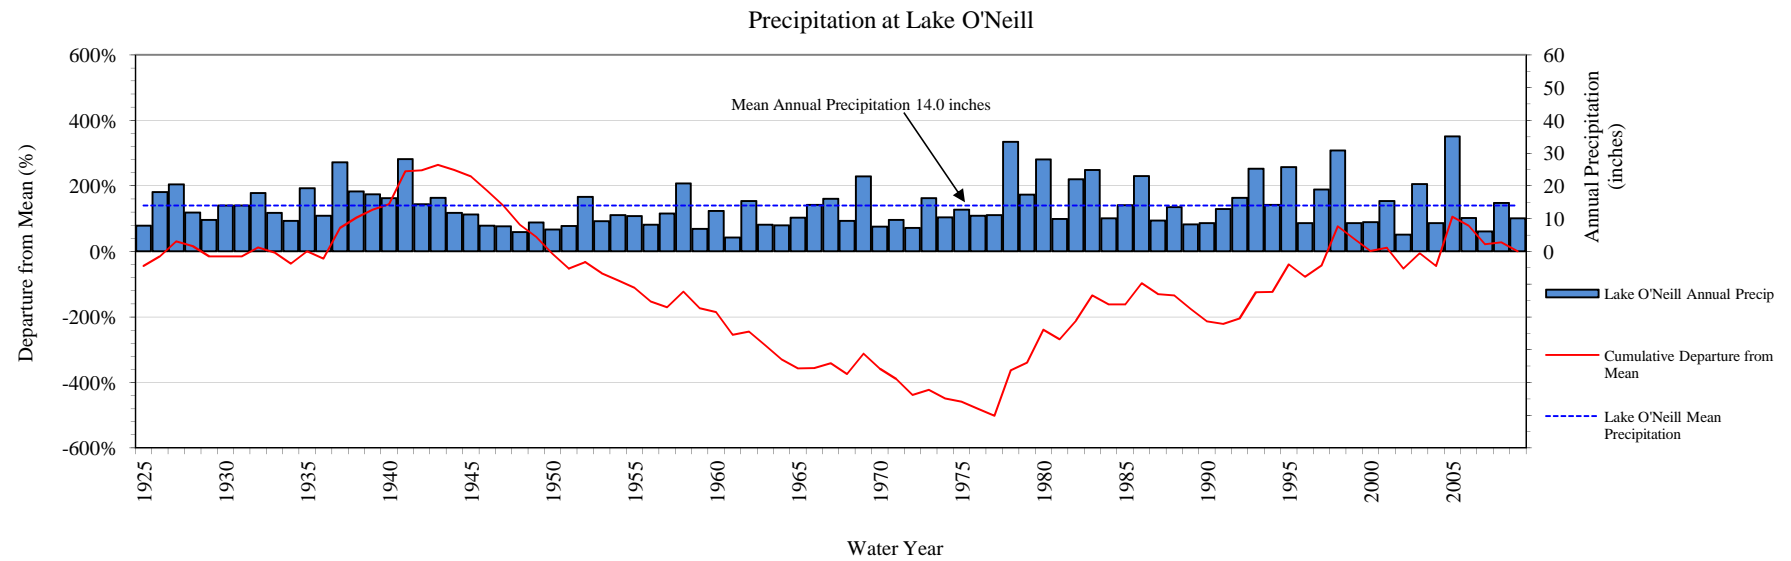 Precipitation at Lake O'Neill
600%
400%
200%
0%
-200%
-400%
-600%
Departure from Mean (%)
60
50
40
30
20
10
0
Annual Precipitation
(inches)
Mean Annual Precipitation 14.0 inches
Lake O'Neill Annual Precip
Cumulative Departure from
Mean
Lake O'Neill Mean
Precipitation
1925
1930
1935
1940
1945
1950
1955
1960
1965
1970
1975
1980
1985
1990
1995
2000
2005
Water Year